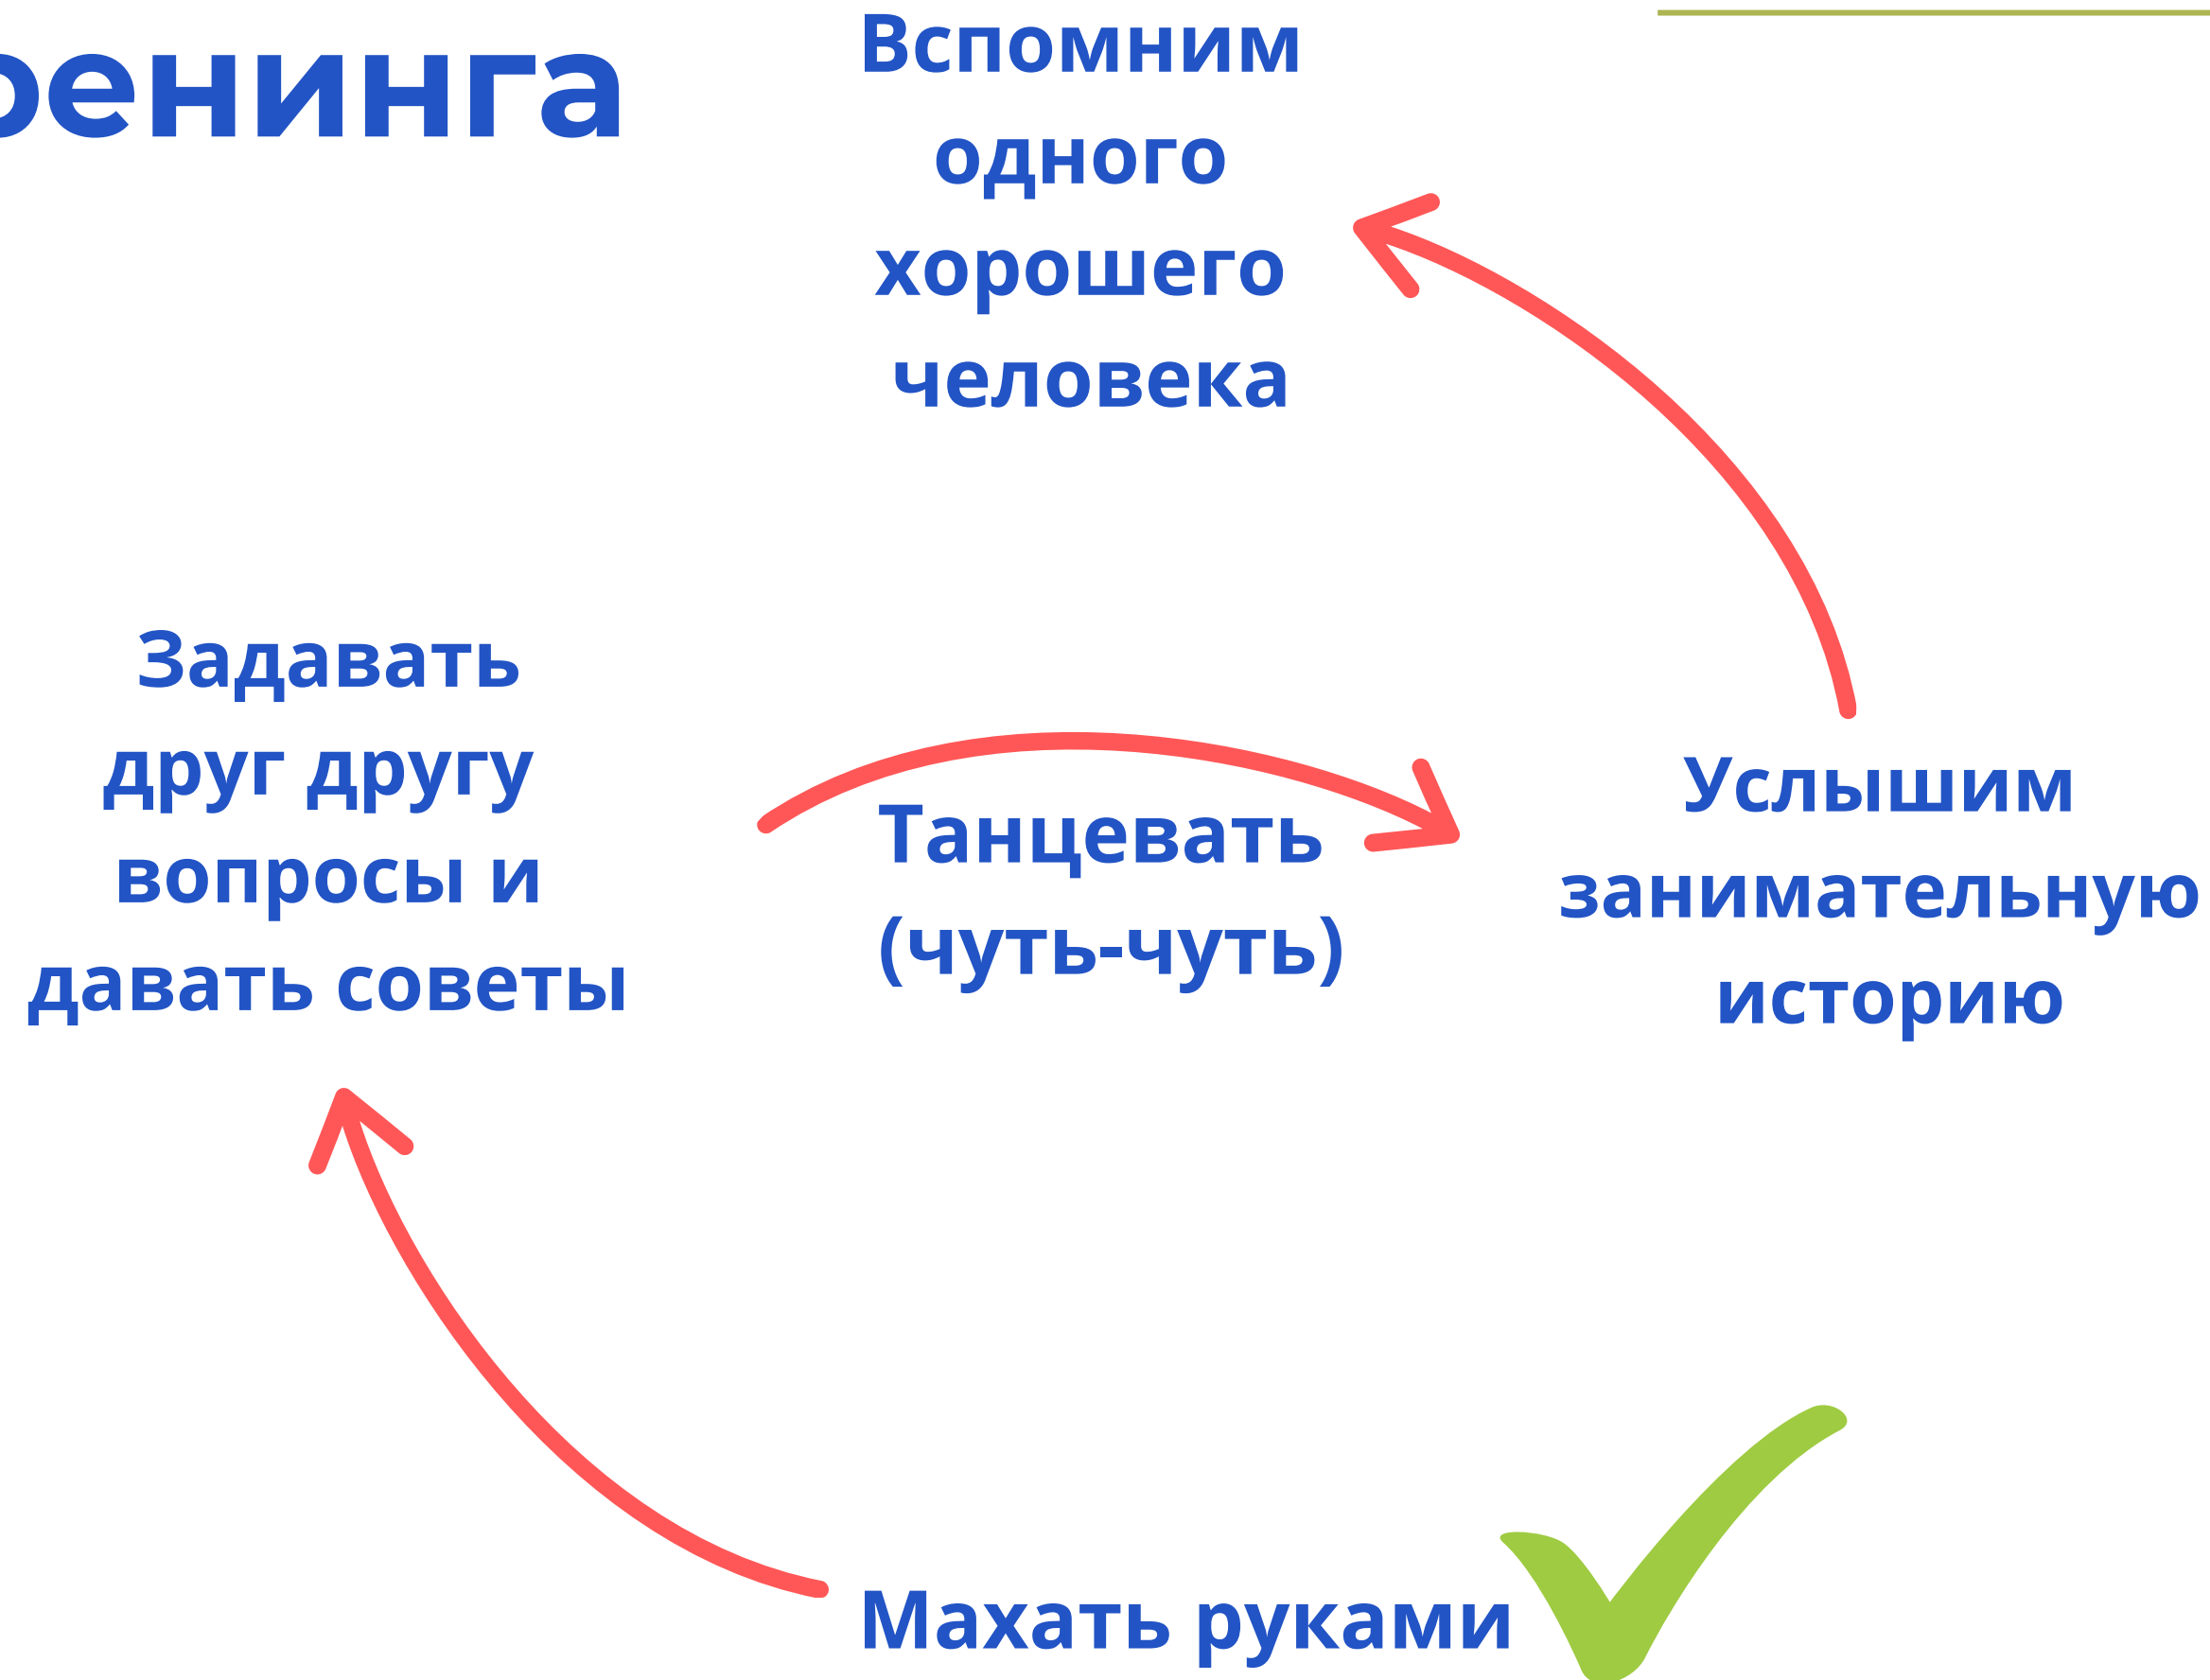 ренинга
Вспомним
одного
хорошего
человека
Задавать
друг другу
вопросы и
давать советы
Танцевать
(чуть-чуть)
Услышим
занимательную
историю
Махать руками